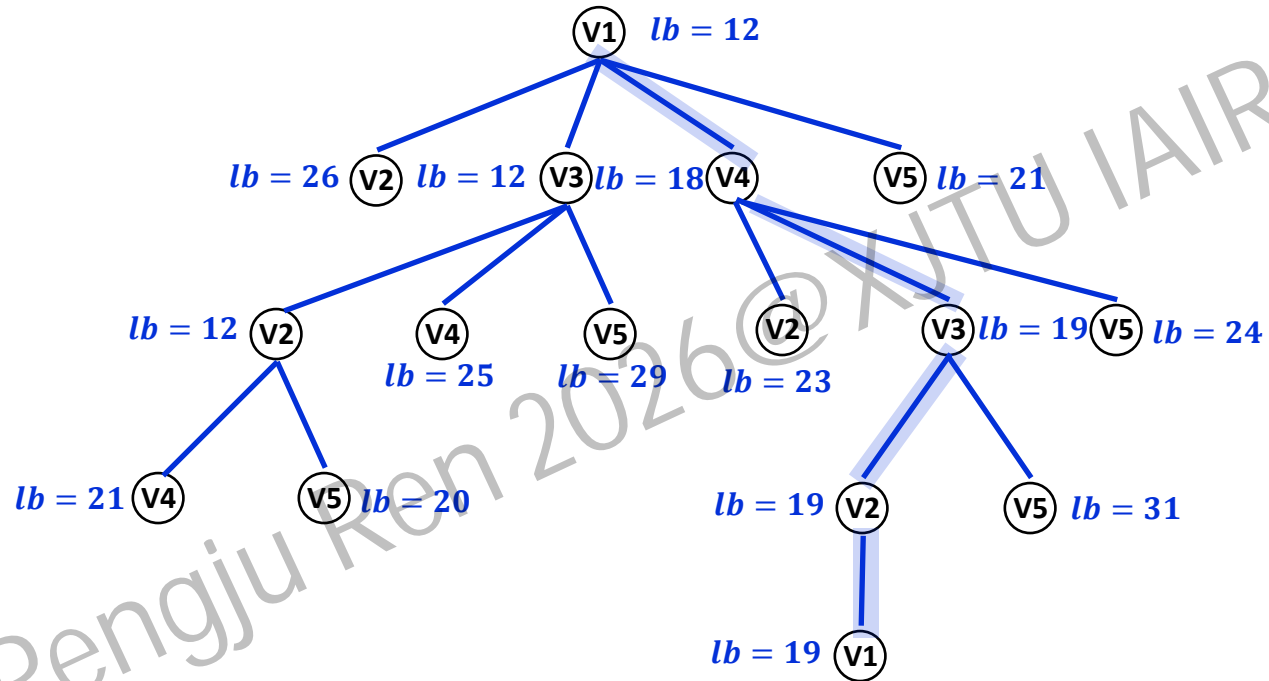 V1 lb = 12
lb = 26 V2 lb = 12 V3 lb = 18 V4 V5 lb = 21
lb = 12 V2 V4 V5 V2 V3 lb = 19 V5 lb = 24
lb = 25 lb = 29 lb = 23
lb = 21 V4 V5 lb = 20 lb = 19 V2 V5 lb = 31
lb = 19 V1
Pengju Ren 2026@XJTU IAIR